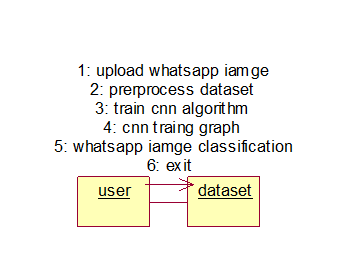 1: upload whatsapp iamge
2: prerprocess dataset
3: train cnn algorithm
4: cnn traing graph
5: whatsapp iamge classification
6: exit
user dataset